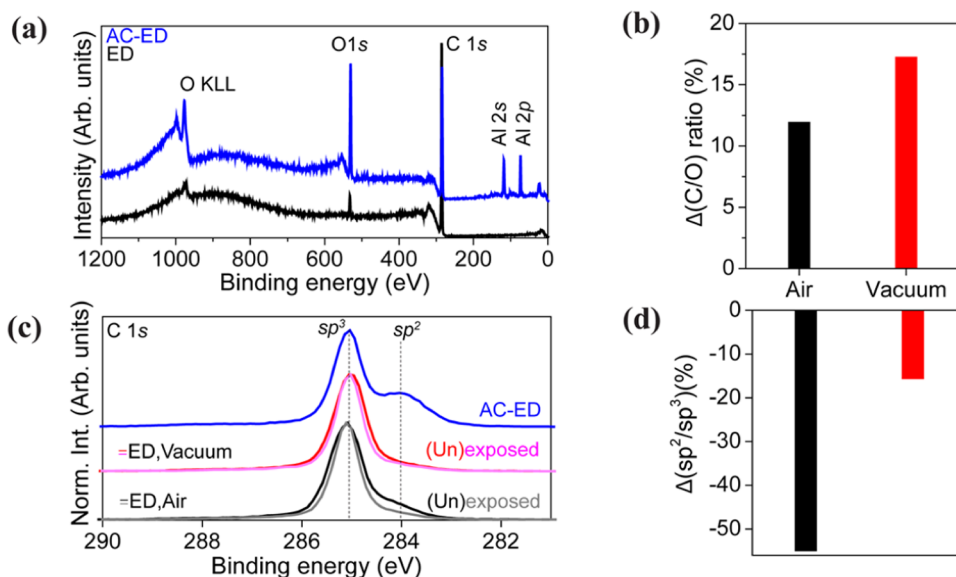 (a)
AC-ED
ED
O KLL
O1s
C 1s
Al 2s
Al 2p
Intensity (Arb. units)
1200 1000 800 600 400 200 0
Binding energy (eV)
(b)
Δ(C/O) ratio (%)
20
15
10
5
0
Air Vacuum
(c)
C 1s
sp³
sp²
AC-ED
=ED,Vacuum
(Un)exposed
=ED,Air
(Un)exposed
Norm. Int. (Arb. units)
290 288 286 284 282
Binding energy (eV)
(d)
Δ(sp²/sp³)(%)
0
-10
-20
-30
-40
-50